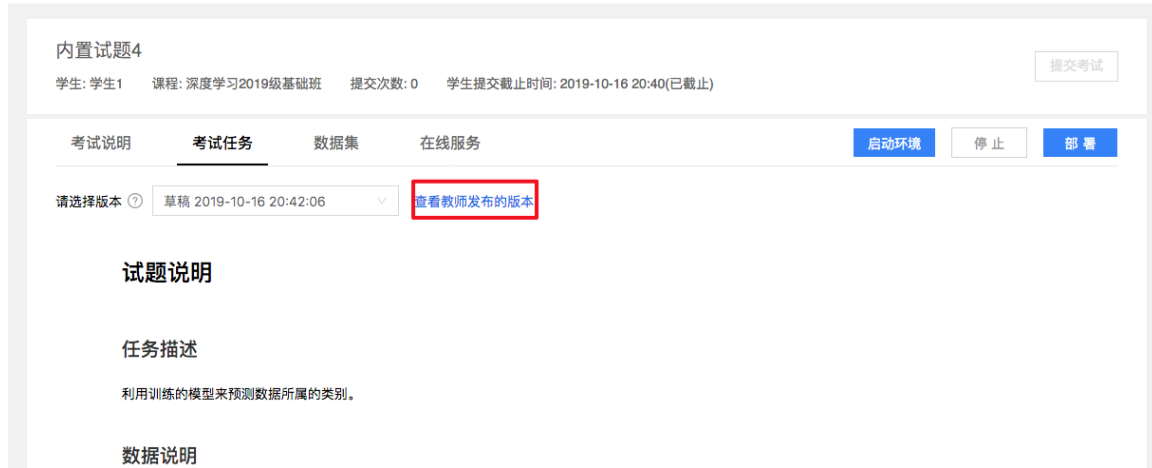 内置试题4
提交考试
学生: 学生1 课程: 深度学习2019级基础班 提交次数: 0 学生提交截止时间: 2019-10-16 20:40(已截止)
考试说明 考试任务 数据集 在线服务 启动环境 停止 部署
请选择版本 ? 草稿 2019-10-16 20:42:06 查看教师发布的版本
试题说明
任务描述
利用训练的模型来预测数据所属的类别。
数据说明